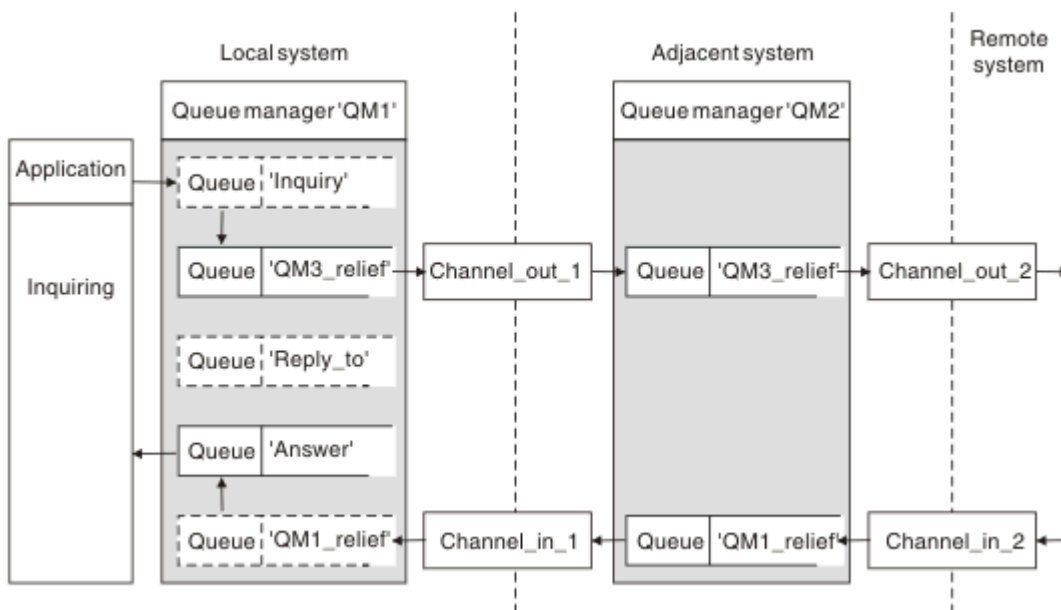 Local system
Adjacent system
Remote
system
Queue manager 'QM1'
Queue manager 'QM2'
Application
Inquiring
Queue 'Inquiry'
Queue 'QM3_relief'
Channel_out_1
Queue 'QM3_relief'
Channel_out_2
Queue 'Reply_to'
Queue 'Answer'
Queue 'QM1_relief'
Channel_in_1
Queue 'QM1_relief'
Channel_in_2